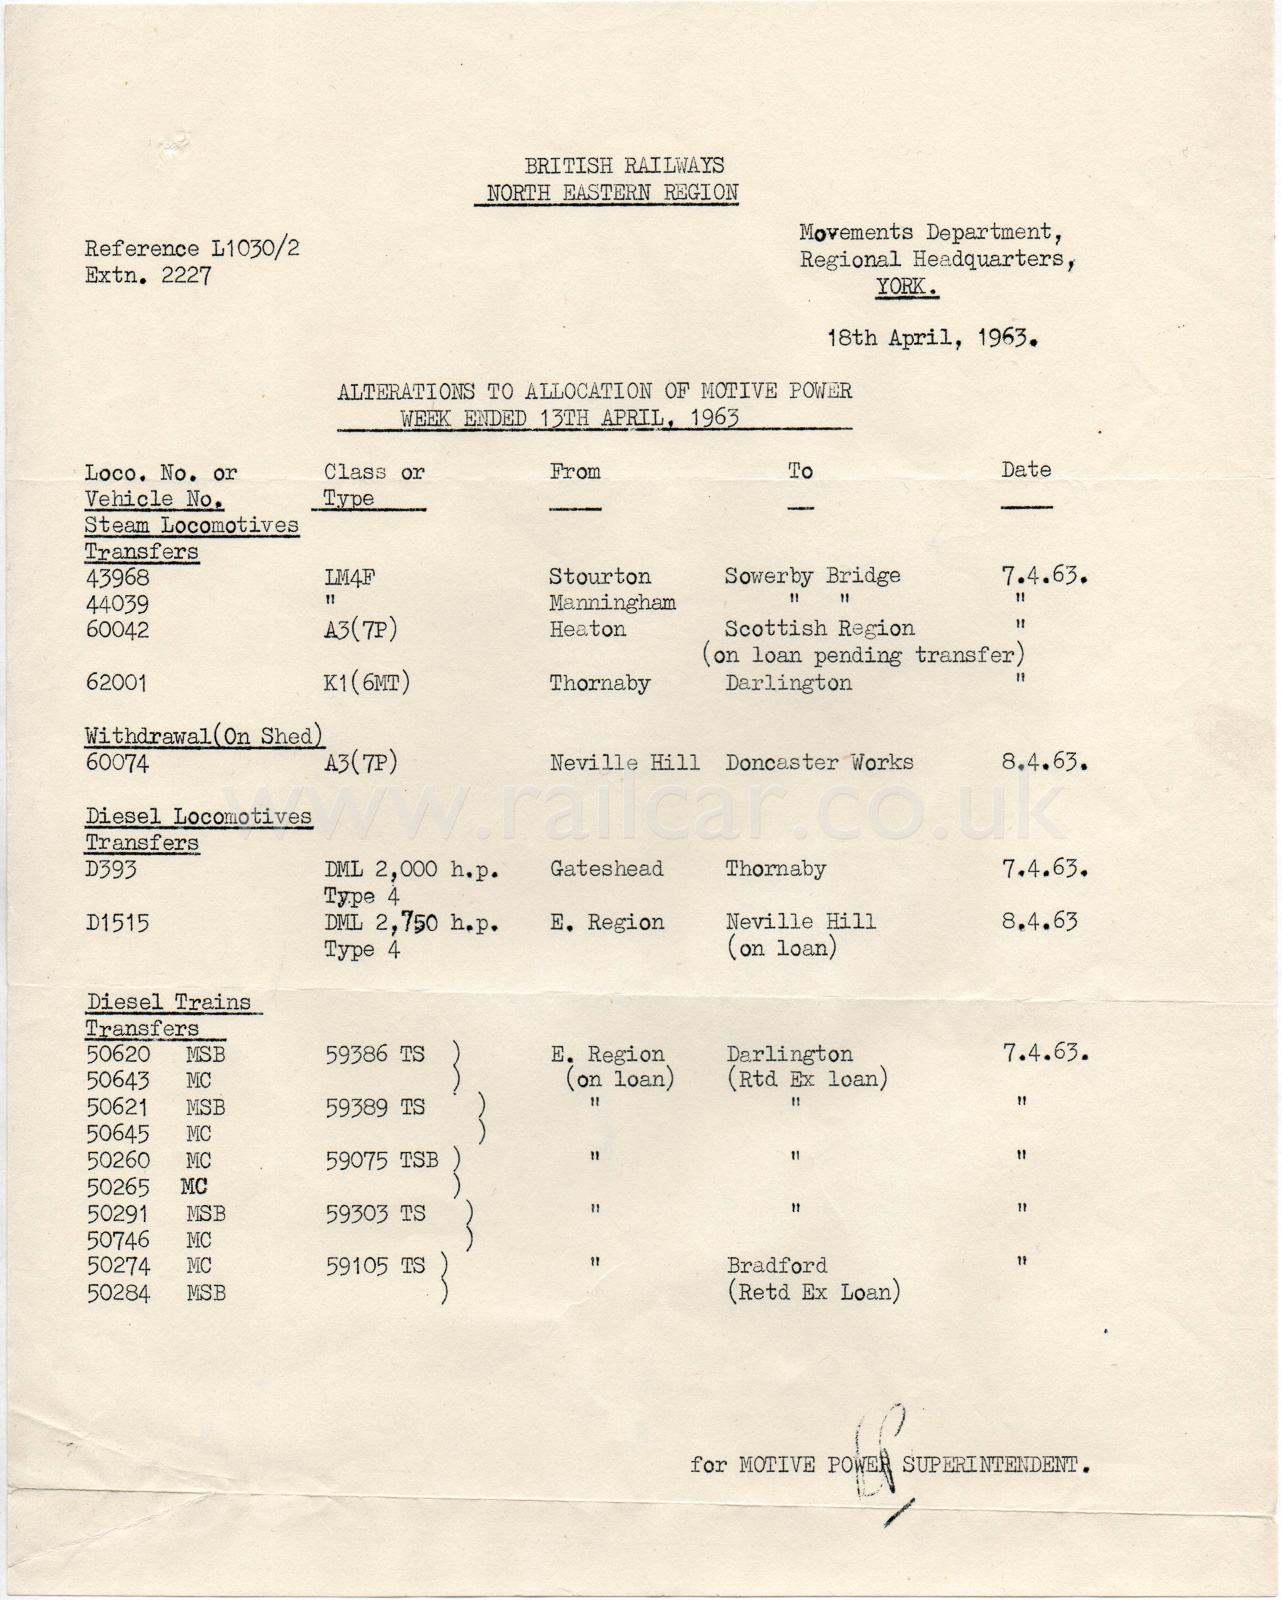 BRITISH RAILWAYS
NORTH EASTERN REGION
Reference L1030/2
Extn. 2227
Movements Department,
Regional Headquarters,
YORK.
18th April, 1963.
ALTERATIONS TO ALLOCATION OF MOTIVE POWER
WEEK ENDED 13TH APRIL, 1963
Loco. No. or Class or From To Date
Vehicle No. Type
Steam Locomotives
Transfers
43968 LM4F Stourton Sowerby Bridge 7.4.63.
44039 " Manningham " " "
60042 A3(7P) Heaton Scottish Region "
(on loan pending transfer)
62001 K1(6MT) Thornaby Darlington "
Withdrawal(On Shed)
60074 A3(7P) Neville Hill Doncaster Works 8.4.63.
www.railcar.co.uk
Diesel Locomotives
Transfers
D393 DML 2,000 h.p. Gateshead Thornaby 7.4.63.
Type 4
D1515 DML 2,750 h.p. E. Region Neville Hill 8.4.63
Type 4 (on loan)
Diesel Trains
Transfers
50620 MSB 59386 TS ) E. Region Darlington 7.4.63.
50643 MC ) (on loan) (Rtd Ex loan)
50621 MSB 59389 TS ) " " "
50645 MC )
50260 MC 59075 TSB ) " " "
50265 MC )
50291 MSB 59303 TS ) " " "
50746 MC )
50274 MC 59105 TS ) " Bradford "
50284 MSB ) (Retd Ex Loan)
for MOTIVE POWER SUPERINTENDENT.